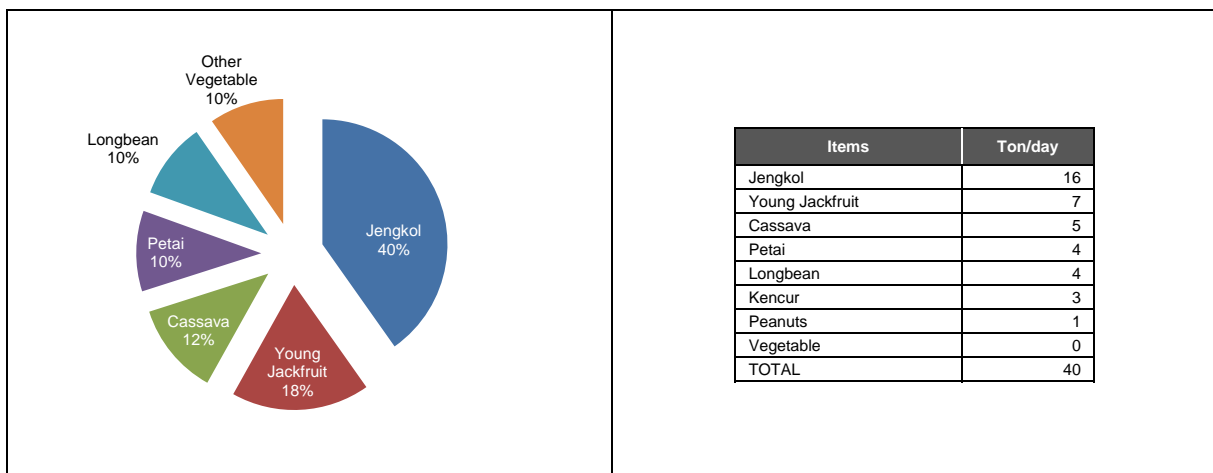 Other
Vegetable
10%
Longbean
10%
Jengkol
40%
Petai
10%
Cassava
12%
Young
Jackfruit
18%
Items Ton/day
Jengkol 16
Young Jackfruit 7
Cassava 5
Petai 4
Longbean 4
Kencur 3
Peanuts 1
Vegetable 0
TOTAL 40